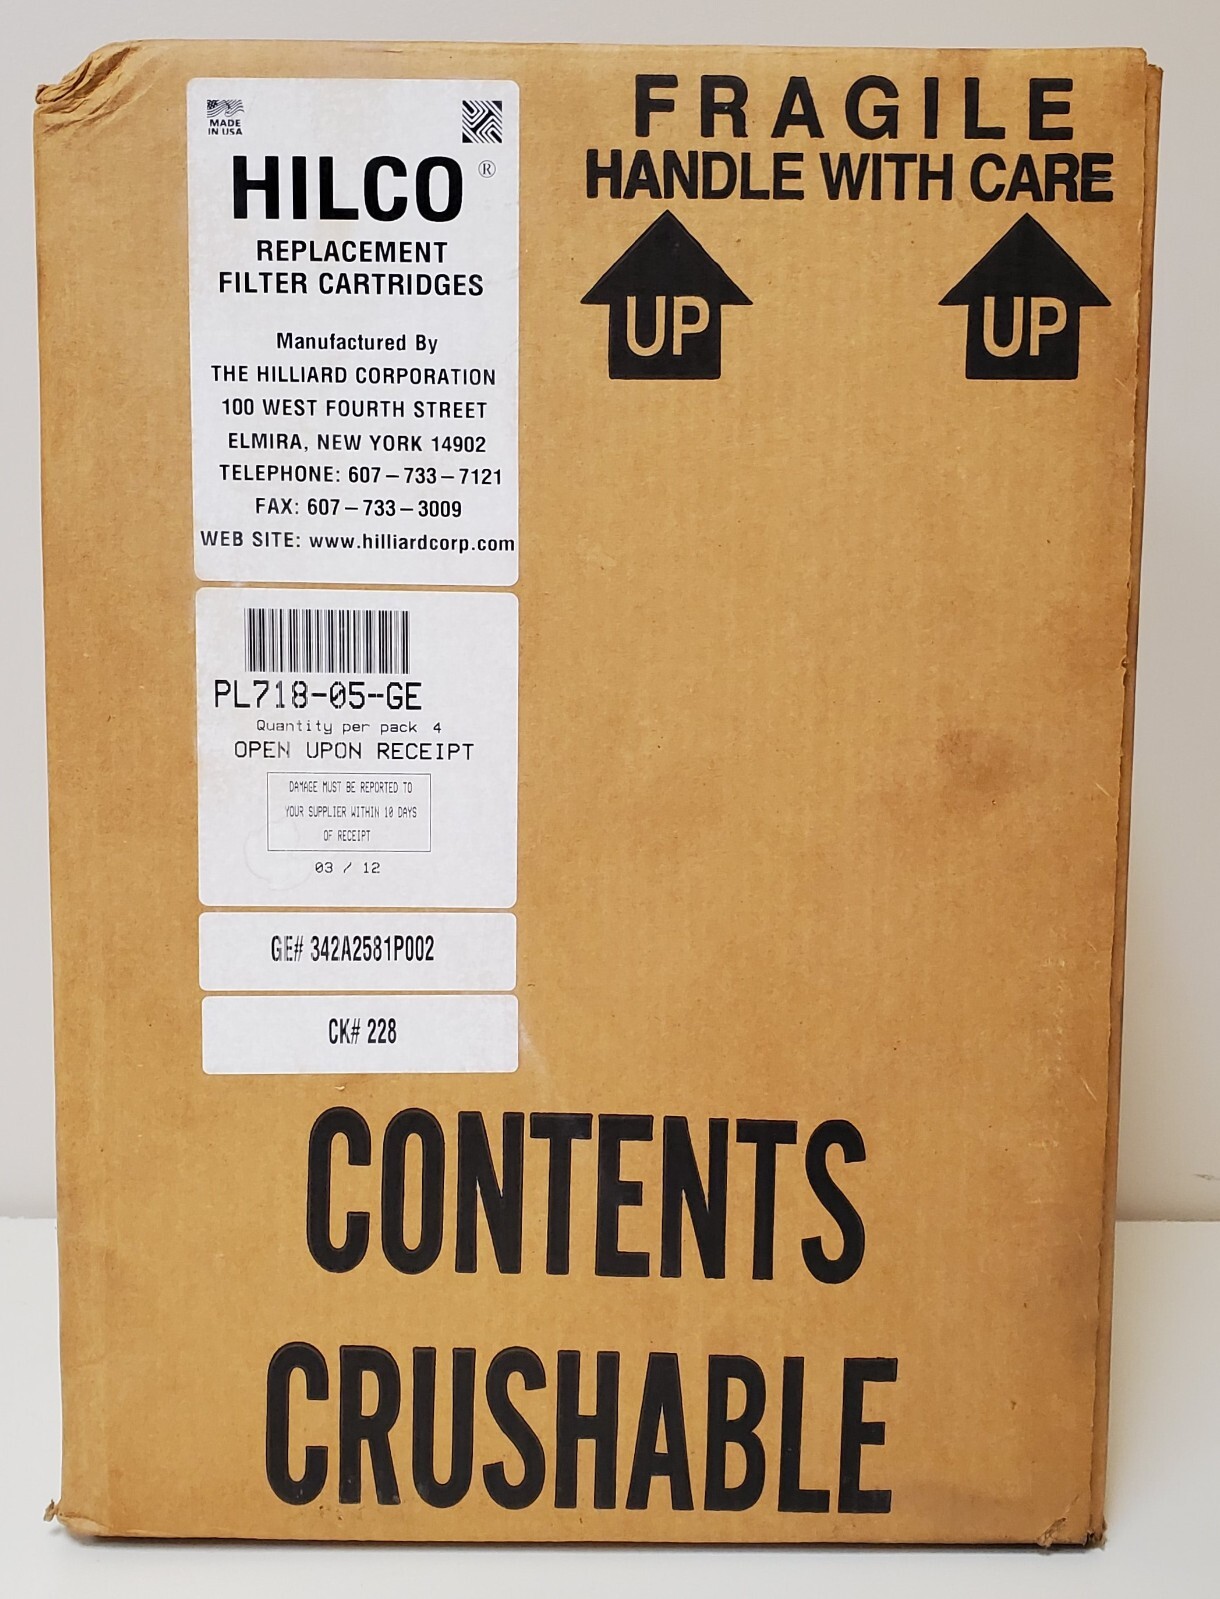 MADE
IN USA
HILCO®
REPLACEMENT
FILTER CARTRIDGES
Manufactured By
THE HILLIARD CORPORATION
100 WEST FOURTH STREET
ELMIRA, NEW YORK 14902
TELEPHONE: 607-733-7121
FAX: 607-733-3009
WEB SITE: www.hilliardcorp.com
PL718-05-GE
Quantity per pack 4
OPEN UPON RECEIPT
DAMAGE MUST BE REPORTED TO
YOUR SUPPLIER WITHIN 10 DAYS
OF RECEIPT
03 / 12
GE# 342A2581P002
CK# 228
FRAGILE
HANDLE WITH CARE
UP UP
CONTENTS
CRUSHABLE